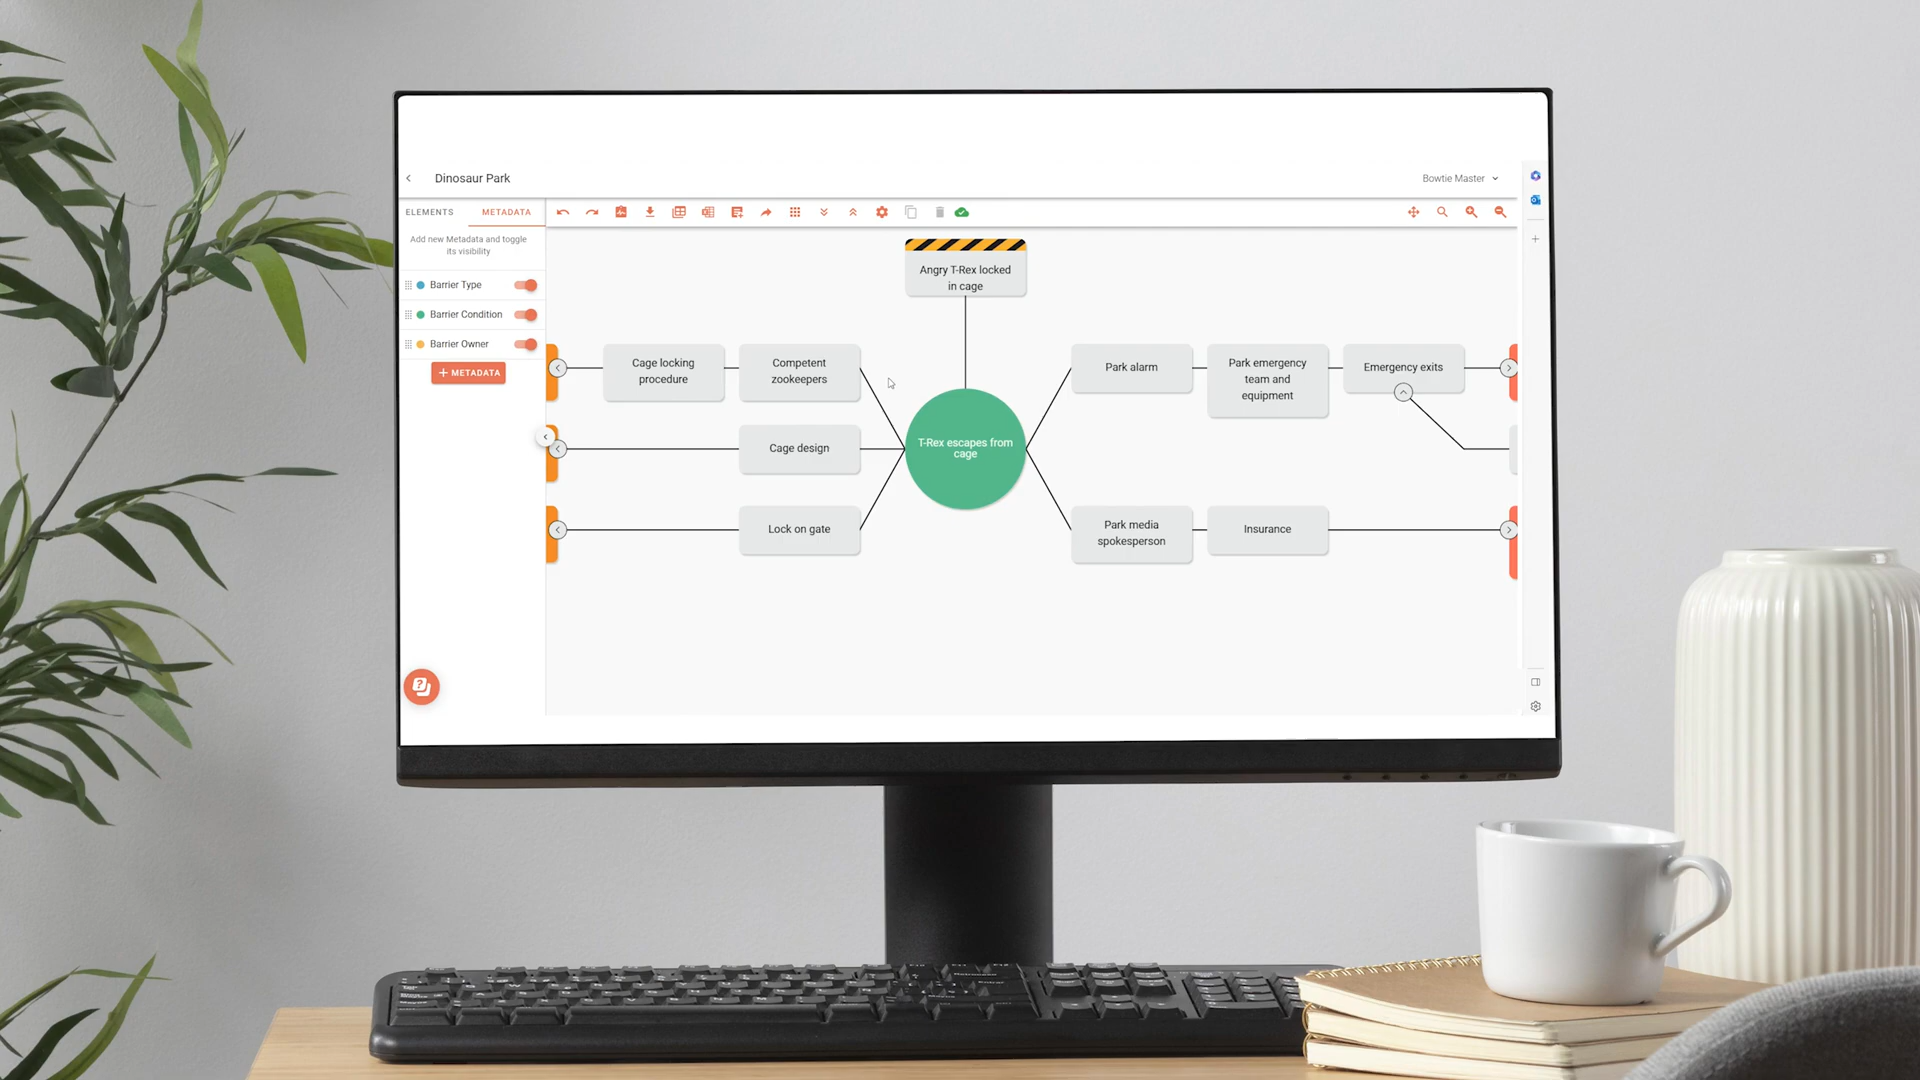 Dinosaur Park
Bowtie Master
ELEMENTS
METADATA
Add new Metadata and toggle
its visibility
Barrier Type
Barrier Condition
Barrier Owner
+ METADATA
Angry T-Rex locked
in cage
Cage locking
procedure
Competent
zookeepers
Cage design
Lock on gate
T-Rex escapes from
cage
Park alarm
Park emergency
team and
equipment
Emergency exits
Park media
spokesperson
Insurance